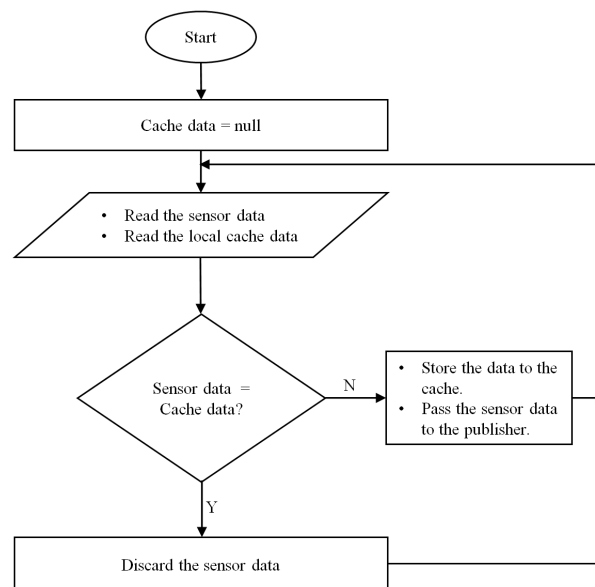 Start
Cache data = null
• Read the sensor data
• Read the local cache data
Sensor data =
Cache data?
N
• Store the data to the
cache.
• Pass the sensor data
to the publisher.
Y
Discard the sensor data